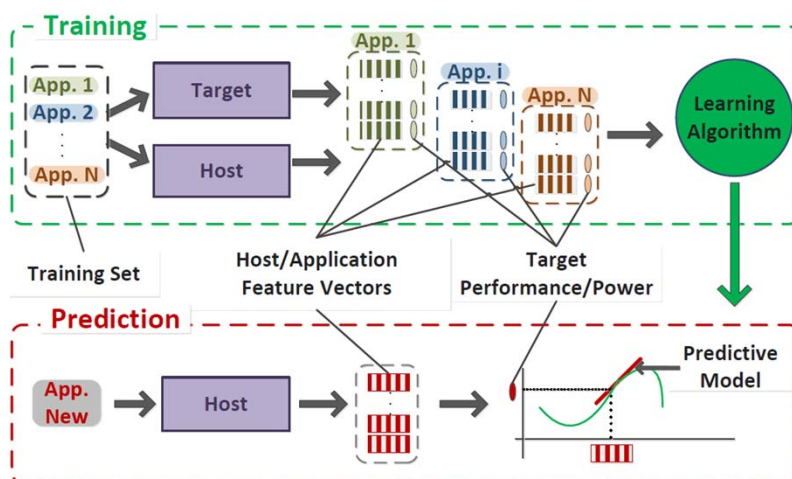 Training
App. 1
App. 2
App. N
Target
Host
App. 1
App. i
App. N
Learning
Algorithm
Training Set
Host/Application
Feature Vectors
Target
Performance/Power
Prediction
App.
New
Host
Predictive
Model